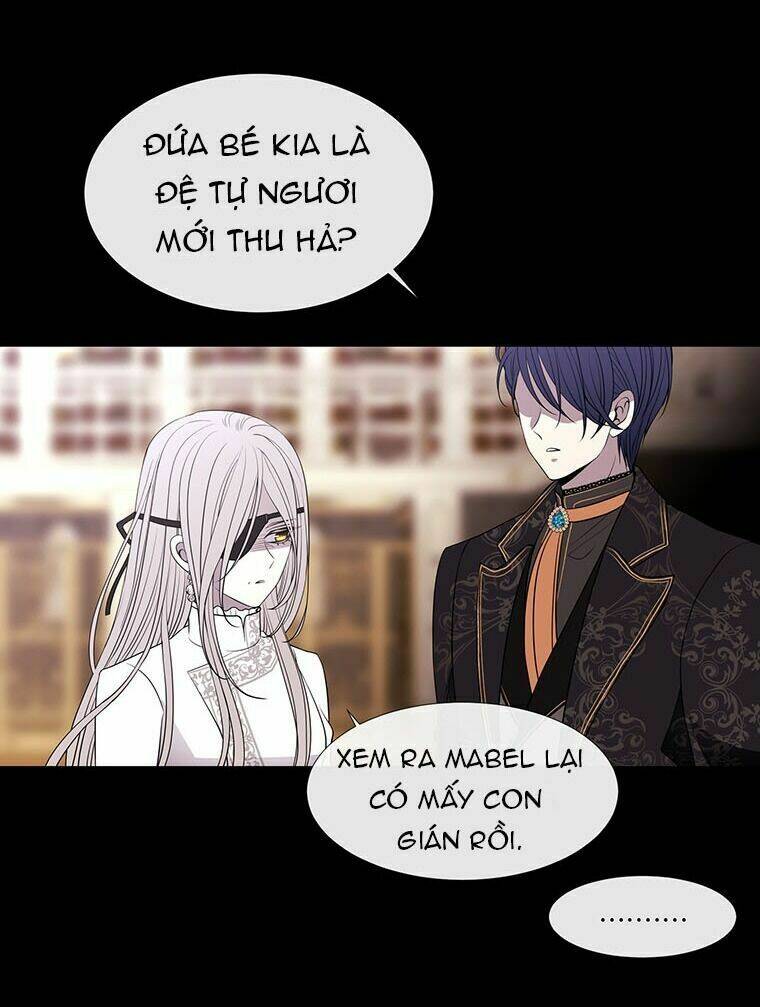 ĐỨA BÉ KIA LÀ
ĐỆ TỰ NGƯƠI
MỚI THU HẢ?
XEM RA MABEL LẠI
CÓ MẤY CON
GIÁN RỒI.
..........